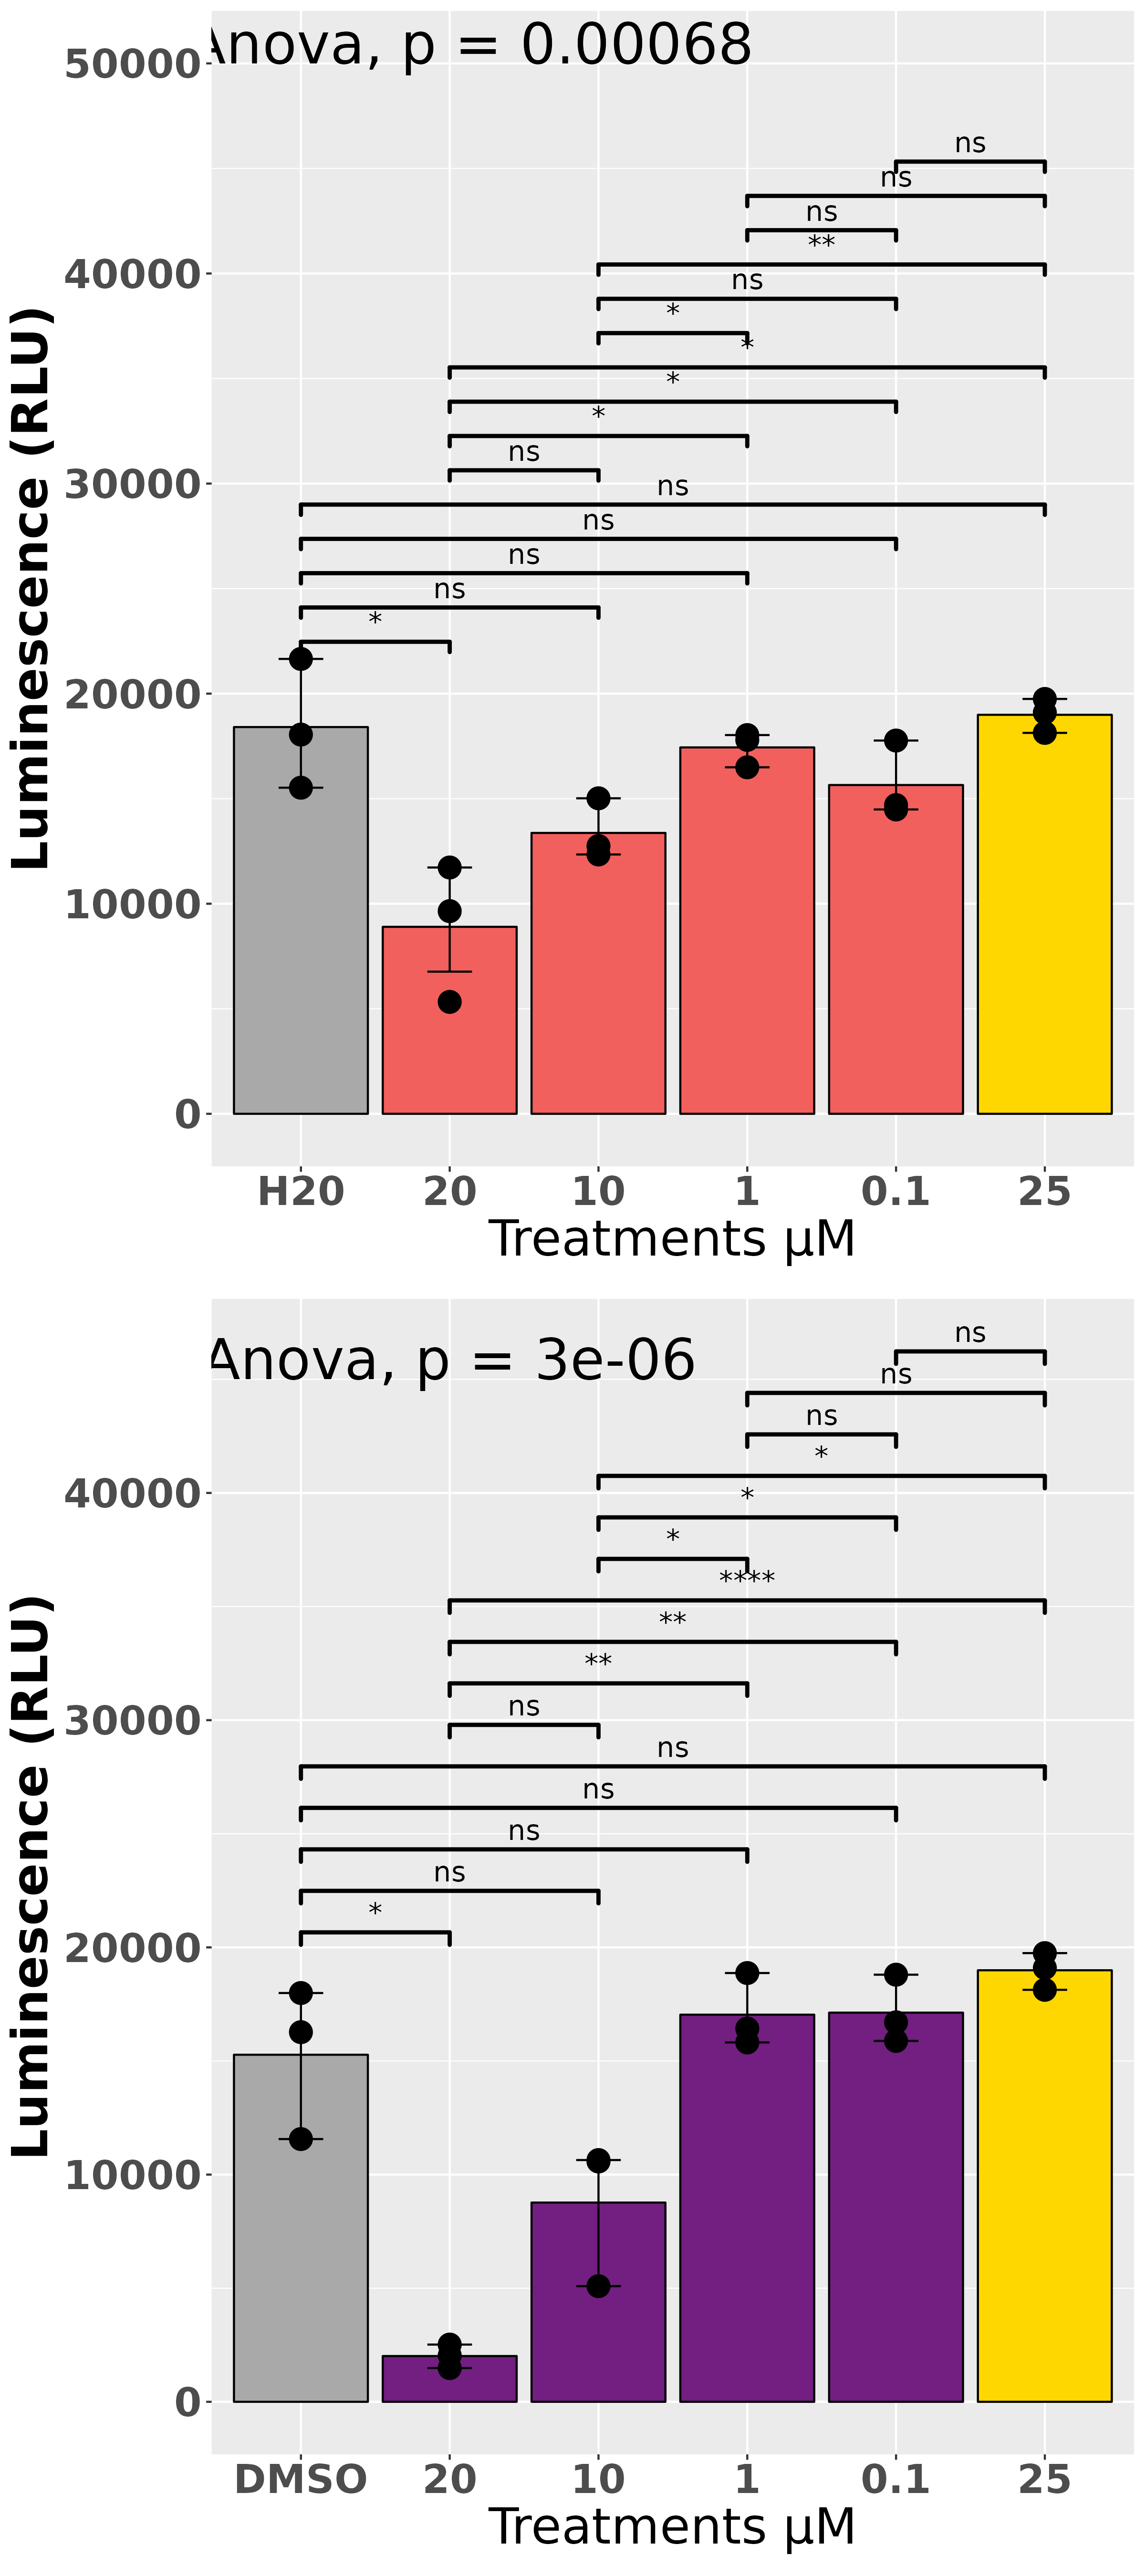 Anova, p = 0.00068
50000
ns
ns
ns
**
40000
ns
*
*
*
*
ns
30000
ns
ns
ns
ns
*
20000
10000
0
Luminescence (RLU)
H20
20
10
1
0.1
25
Treatments µM
ns
Anova, p = 3e-06
ns
ns
*
40000
*
*
****
**
**
ns
30000
ns
ns
ns
ns
*
20000
10000
0
Luminescence (RLU)
DMSO
20
10
1
0.1
25
Treatments µM